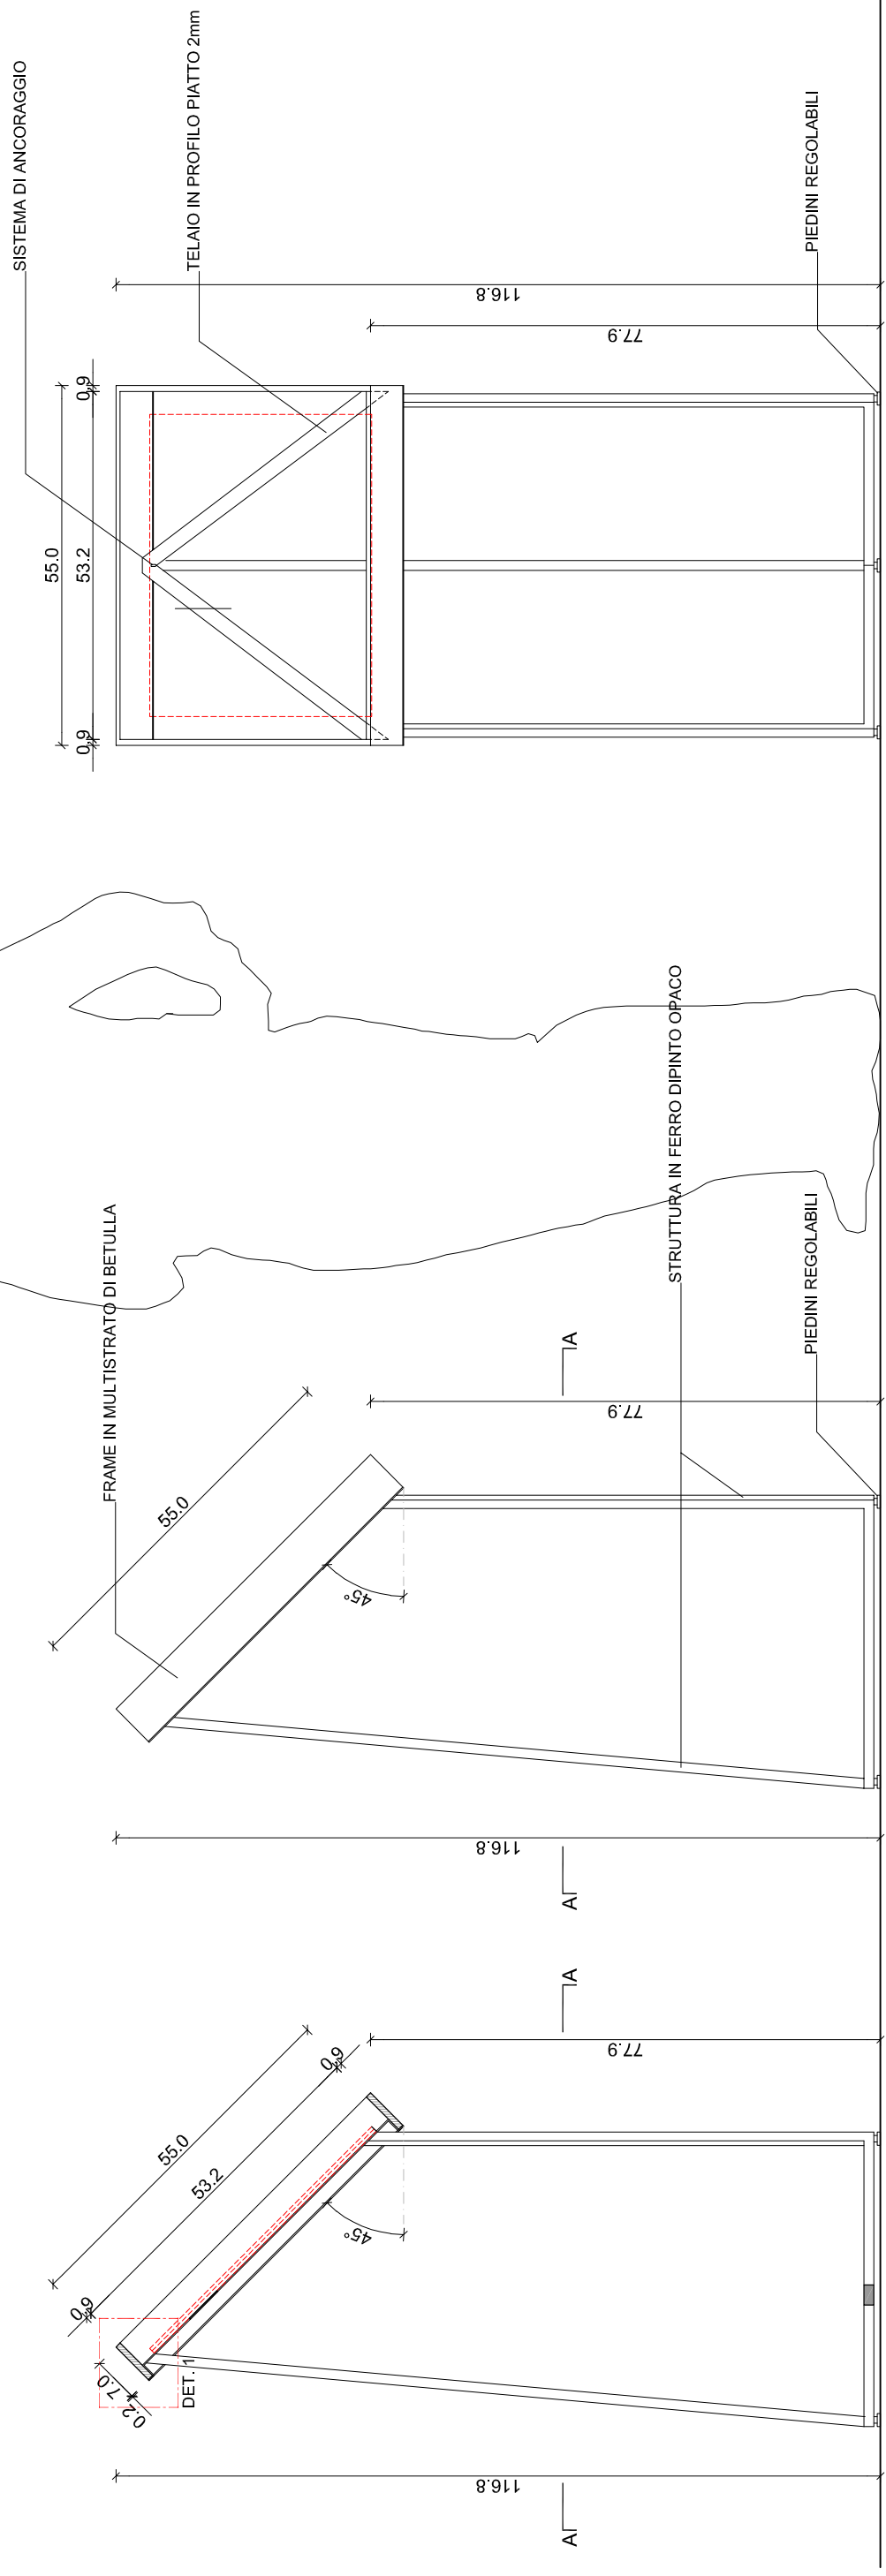 SISTEMA DI ANCORAGGIO
TELAIO IN PROFILO PIATTO 2mm
PIEDINI REGOLABILI
116.8
77.9
0.9
55.0
53.2
0.9
FRAME IN MULTISTRATO DI BETULLA
STRUTTURA IN FERRO DIPINTO OPACO
PIEDINI REGOLABILI
A
77.9
55.0
45°
116.8
A
A
77.9
0.9
55.0
53.2
45°
0.9
7.0
0.2
DET. 1
116.8
A